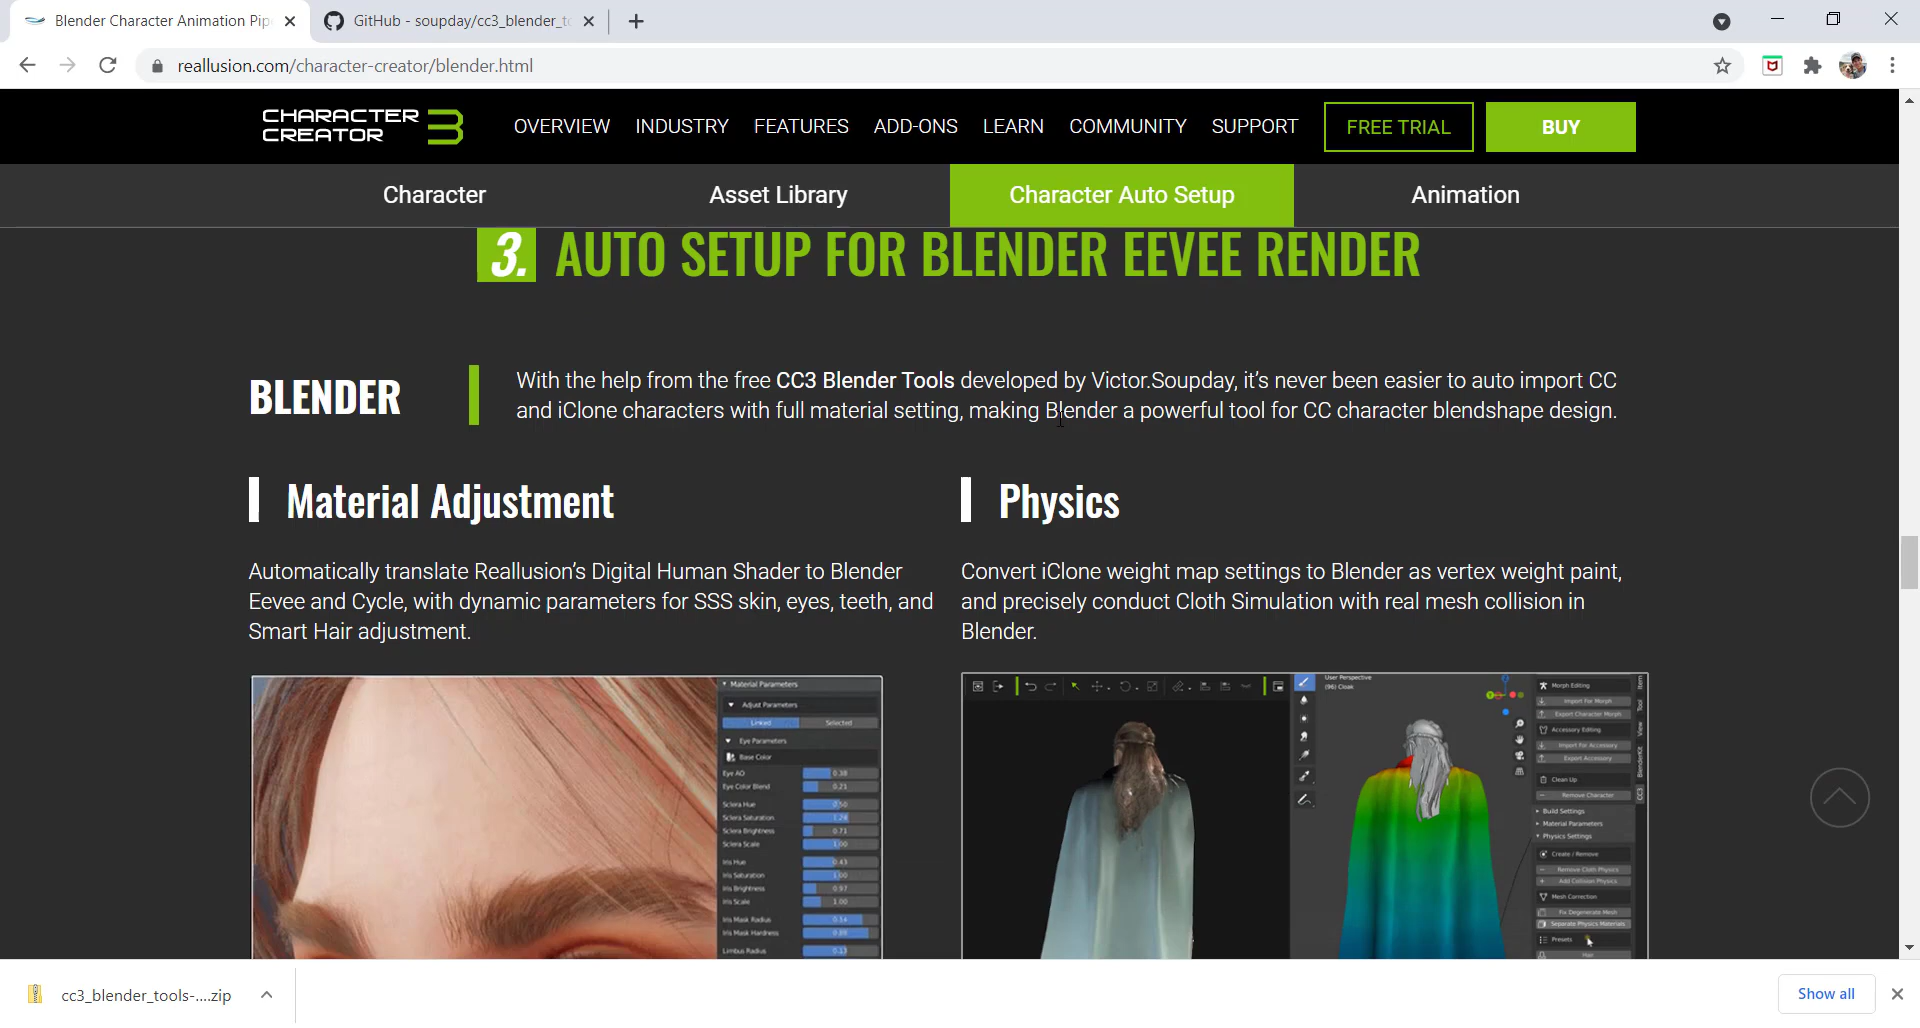 Blender Character Animation Pip
GitHub - soupday/cc3_blender_to
reallusion.com/character-creator/blender.html
CHARACTER CREATOR 3
OVERVIEW INDUSTRY FEATURES ADD-ONS LEARN COMMUNITY SUPPORT FREE TRIAL BUY
Character Asset Library Character Auto Setup Animation
3. AUTO SETUP FOR BLENDER EEVEE RENDER
BLENDER
With the help from the free CC3 Blender Tools developed by Victor.Soupday, it’s never been easier to auto import CC
and iClone characters with full material setting, making Blender a powerful tool for CC character blendshape design.
Material Adjustment
Automatically translate Reallusion’s Digital Human Shader to Blender
Eevee and Cycle, with dynamic parameters for SSS skin, eyes, teeth, and
Smart Hair adjustment.
Physics
Convert iClone weight map settings to Blender as vertex weight paint,
and precisely conduct Cloth Simulation with real mesh collision in
Blender.
Material Parameters
Adjust Parameters
Linked Selected
Eye Parameters
Base Color
Eye AO 0.38
Eye Color Blend 0.21
Sclera Hue 0.50
Sclera Saturation 1.24
Sclera Brightness 0.71
Sclera Scale 1.00
Iris Hue 0.43
Iris Saturation 1.00
Iris Brightness 0.97
Iris Scale 1.00
Iris Mask Radius
Iris Mask Hardness
Limbus Radius
User Perspective
(96) Cloak
Morph Editing
Import For Morph
Export Character Morph
Accessory Editing
Import For Accessory
Export Accessory
Clean Up
Remove Character
Build Settings
Material Parameters
Physics Settings
Create / Remove
Remove Cloth Physics
Add Collision Physics
Mesh Correction
Fix Degenerate Mesh
Separate Physics Materials
Presets
Hair
Item
Tool
View
BlenderKit
CC3
cc3_blender_tools-....zip
Show all